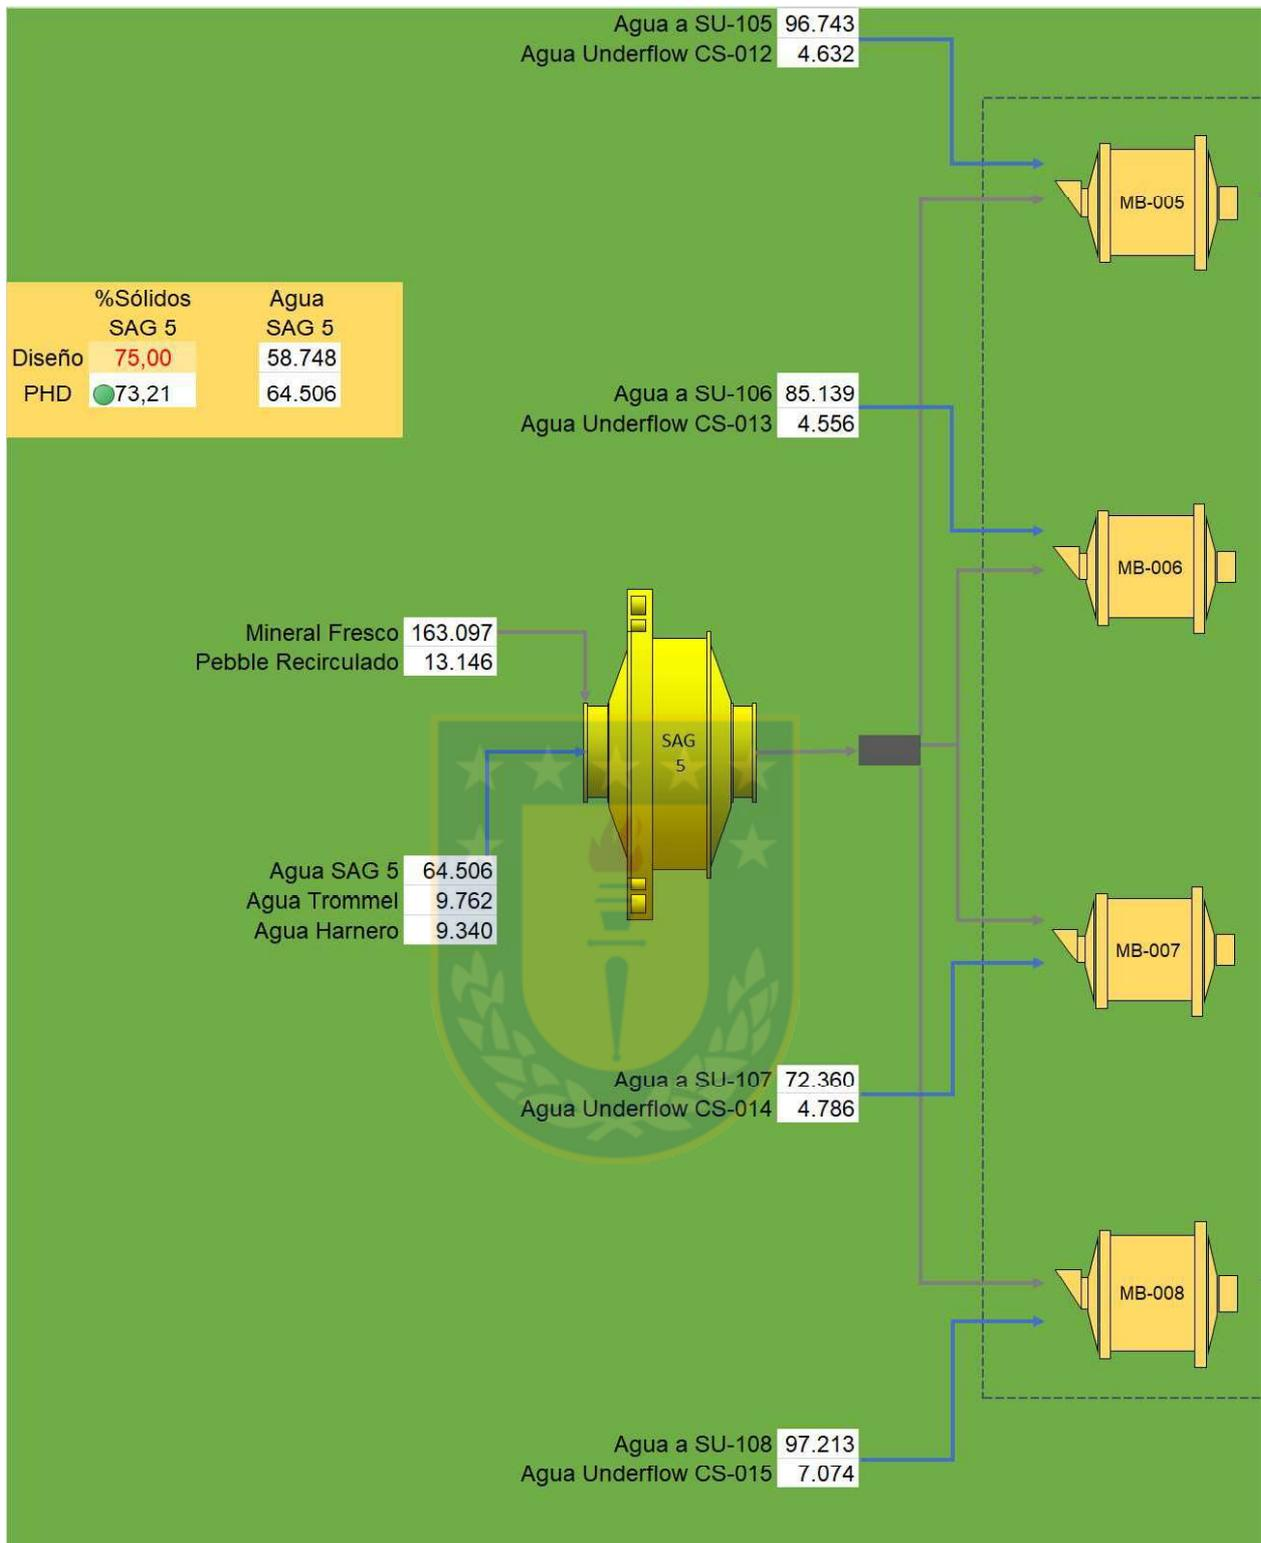 Agua a SU-105 96.743
Agua Underflow CS-012 4.632
MB-005
%Sólidos Agua
SAG 5 SAG 5
Diseño 75,00 58.748
PHD 73,21 64.506
Agua a SU-106 85.139
Agua Underflow CS-013 4.556
MB-006
Mineral Fresco 163.097
Pebble Recirculado 13.146
SAG
5
Agua SAG 5 64.506
Agua Trommel 9.762
Agua Harnero 9.340
MB-007
Agua a SU-107 72.360
Agua Underflow CS-014 4.786
MB-008
Agua a SU-108 97.213
Agua Underflow CS-015 7.074